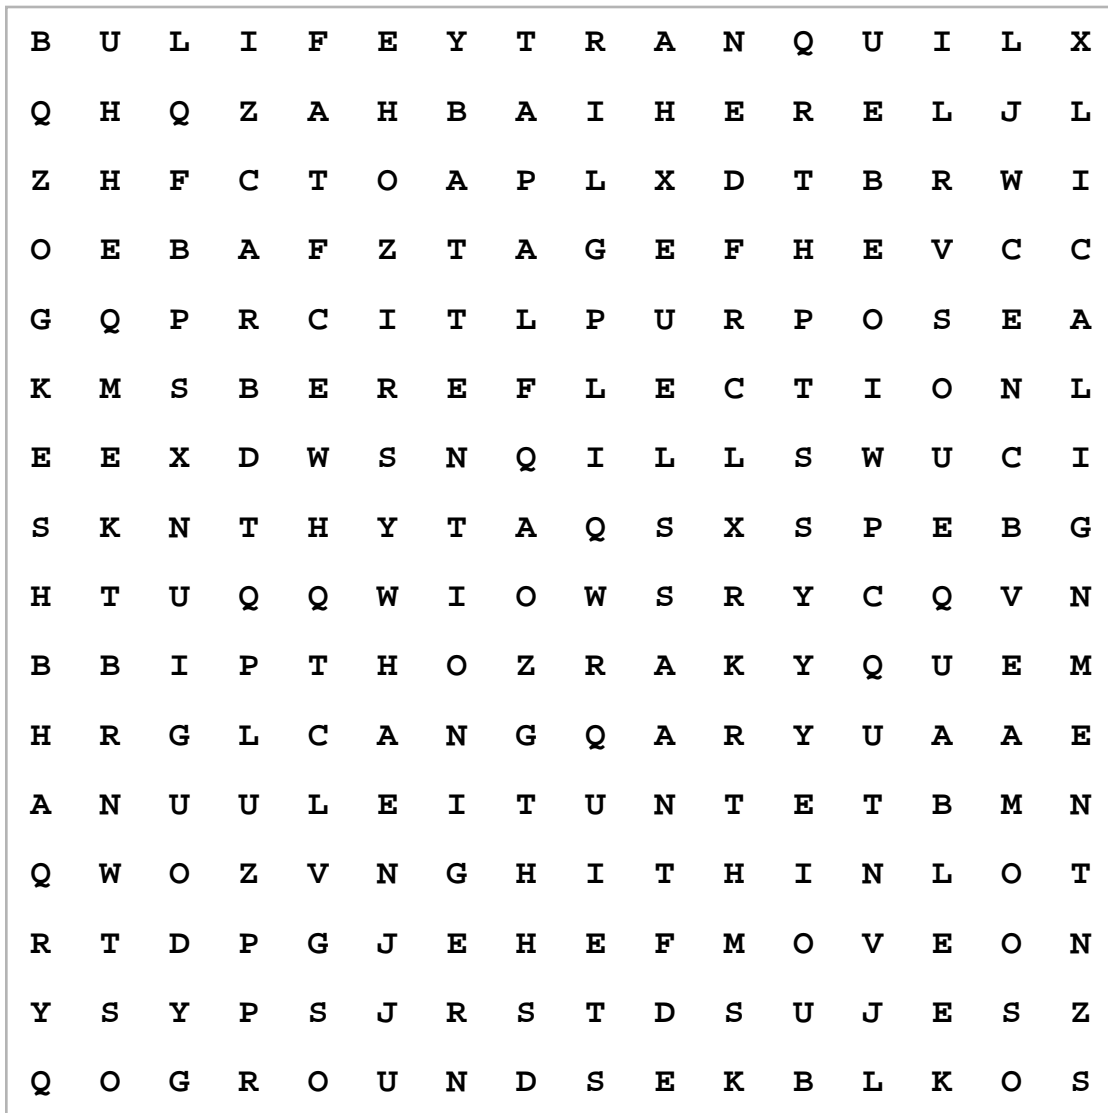 B U L I F E Y T R A N Q U I L X
Q H Q Z A H B A I H E R E L J L
Z H F C T O A P L X D T B R W I
O E B A F Z T A G E F H E V C C
G Q P R C I T L P U R P O S E A
K M S B E R E F L E C T I O N L
E E X D W S N Q I L L S W U C I
S K N T H Y T A Q S X S P E B G
H T U Q Q W I O W S R Y C Q V N
B B I P T H O Z R A K Y Q U E M
H R G L C A N G Q A R Y U A A E
A N U U L E I T U N T E T B M N
Q W O Z V N G H I T H I N L O T
R T D P G J E H E F M O V E O N
Y S Y P S J R S T D S U J E S Z
Q O G R O U N D S E K B L K O S